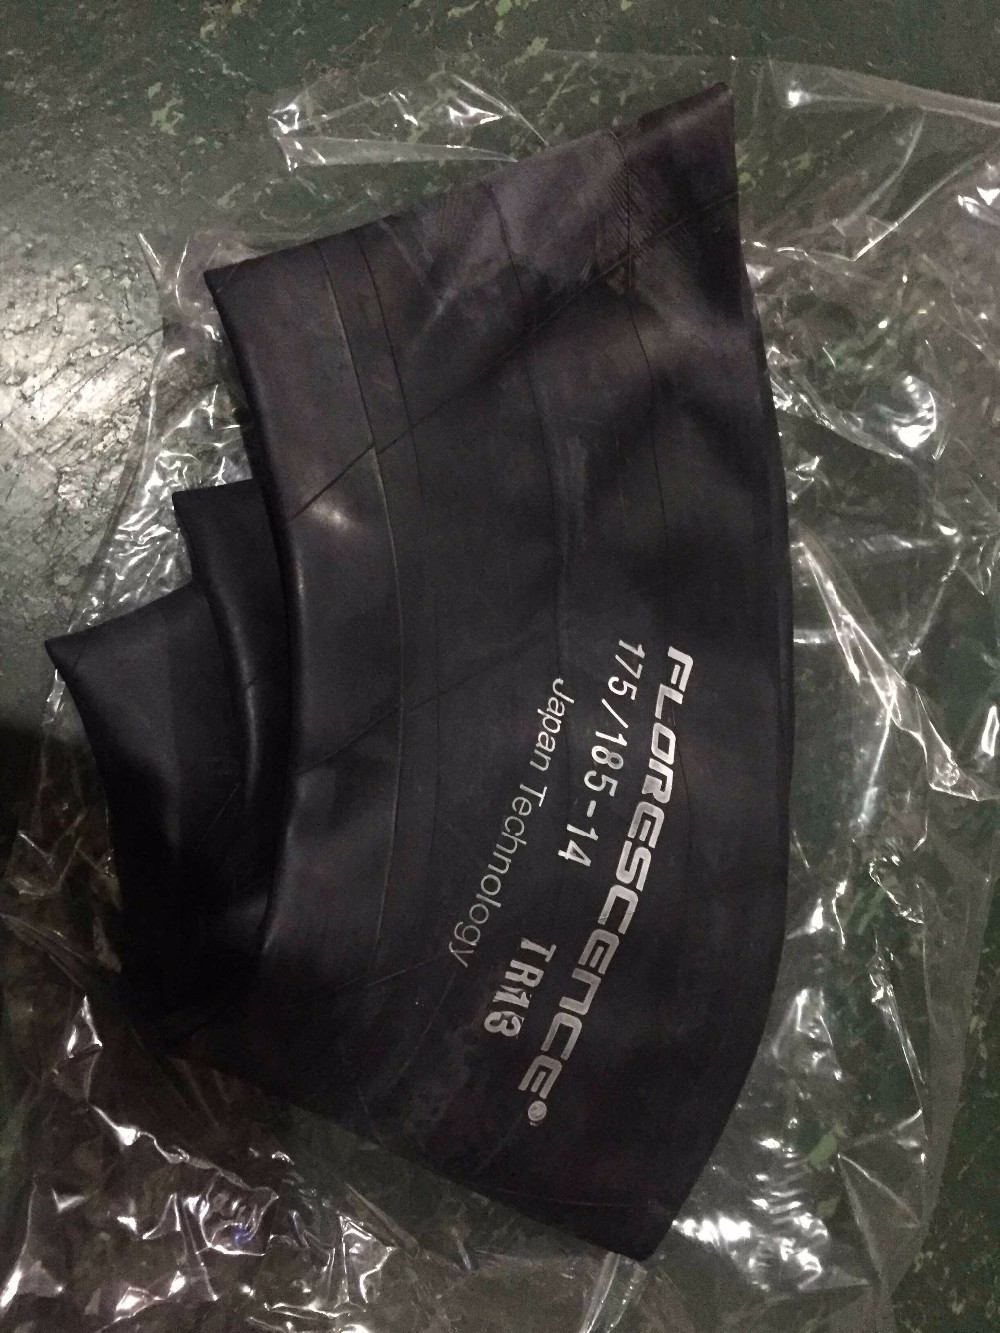 FLORESCENCE®
175/185-14 TR13
Japan Technology